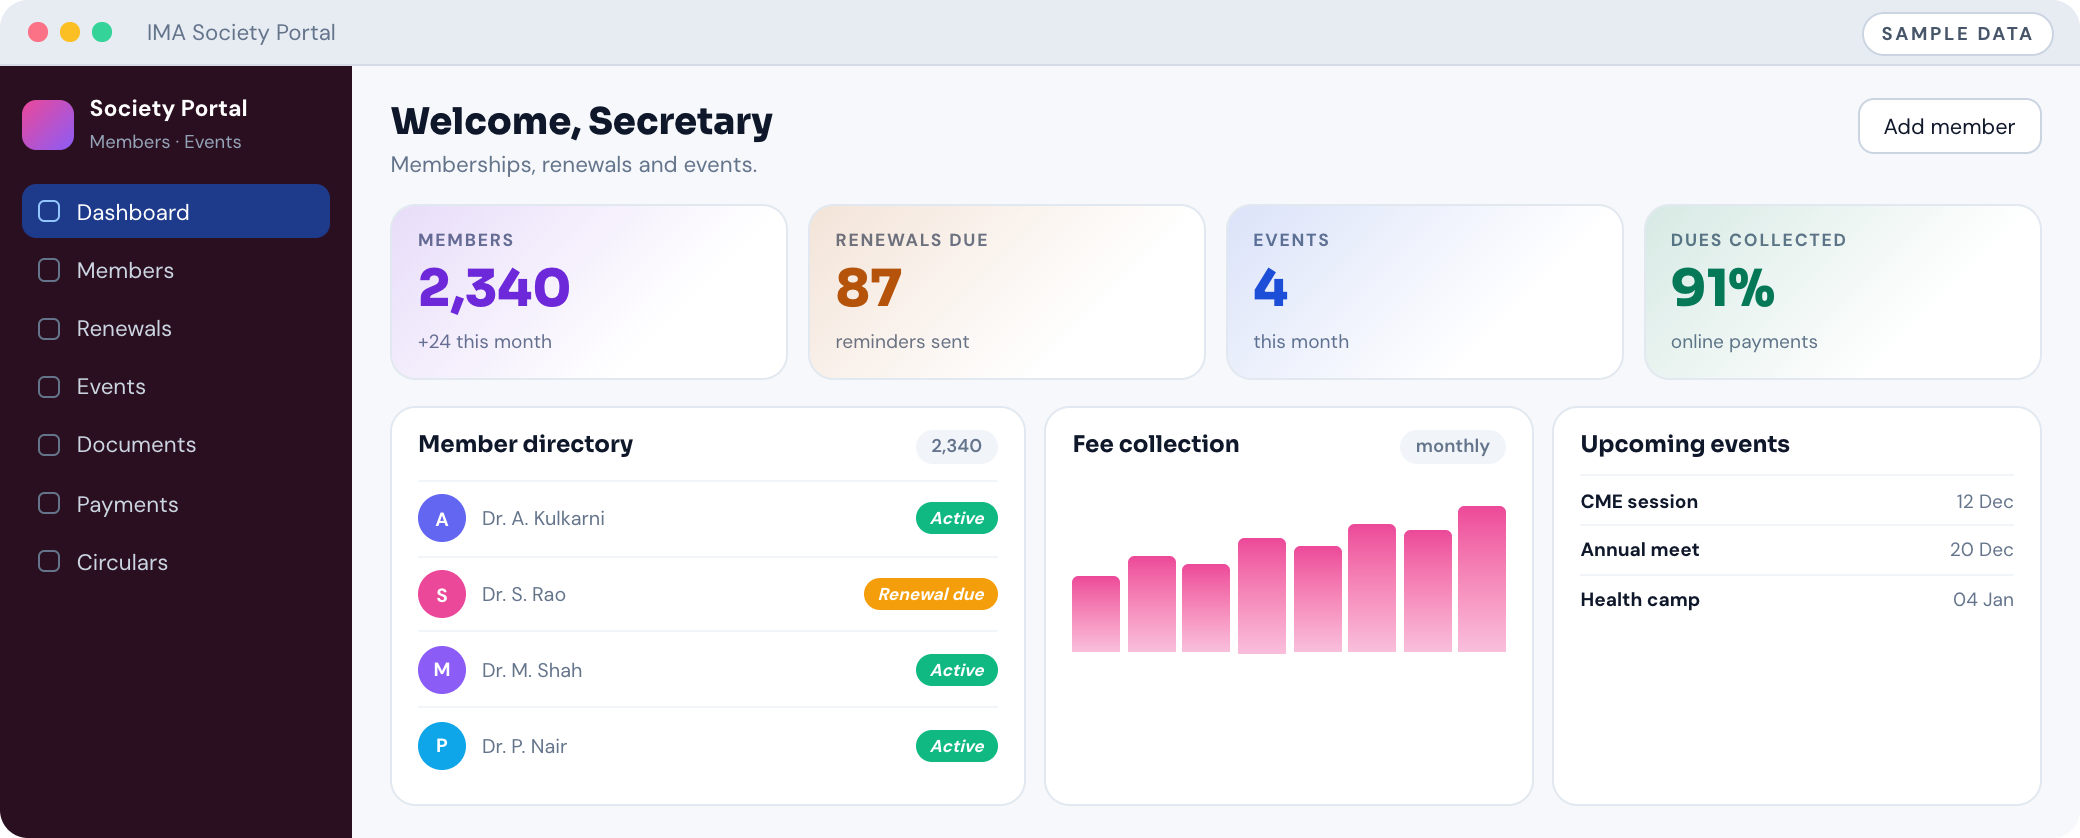 IMA Society Portal
SAMPLE DATA
Society Portal
Members · Events
Dashboard
Members
Renewals
Events
Documents
Payments
Circulars
Welcome, Secretary
Memberships, renewals and events.
Add member
MEMBERS
2,340
+24 this month
RENEWALS DUE
87
reminders sent
EVENTS
4
this month
DUES COLLECTED
91%
online payments
Member directory
2,340
A Dr. A. Kulkarni Active
S Dr. S. Rao Renewal due
M Dr. M. Shah Active
P Dr. P. Nair Active
Fee collection
monthly
Upcoming events
CME session 12 Dec
Annual meet 20 Dec
Health camp 04 Jan